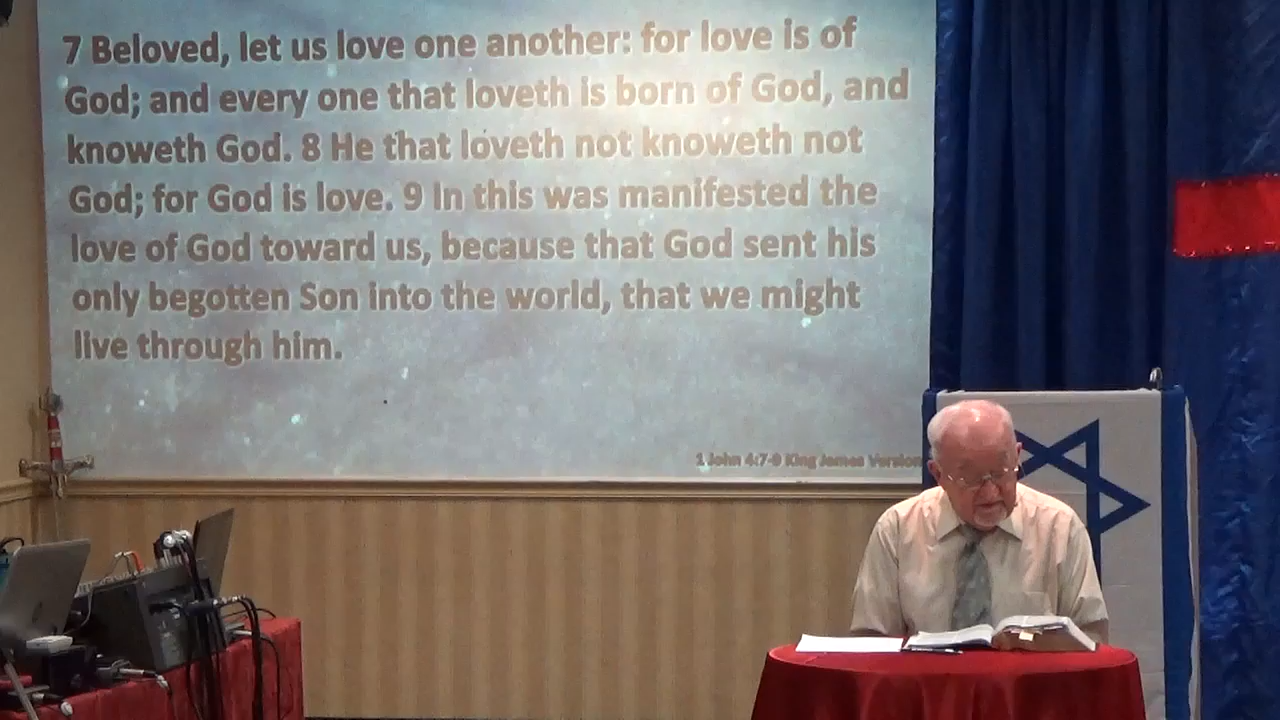 7 Beloved, let us love one another: for love is of
God; and every one that loveth is born of God, and
knoweth God. 8 He that loveth not knoweth not
God; for God is love. 9 In this was manifested the
love of God toward us, because that God sent his
only begotten Son into the world, that we might
live through him.
1 John 4:7-9 King James Version